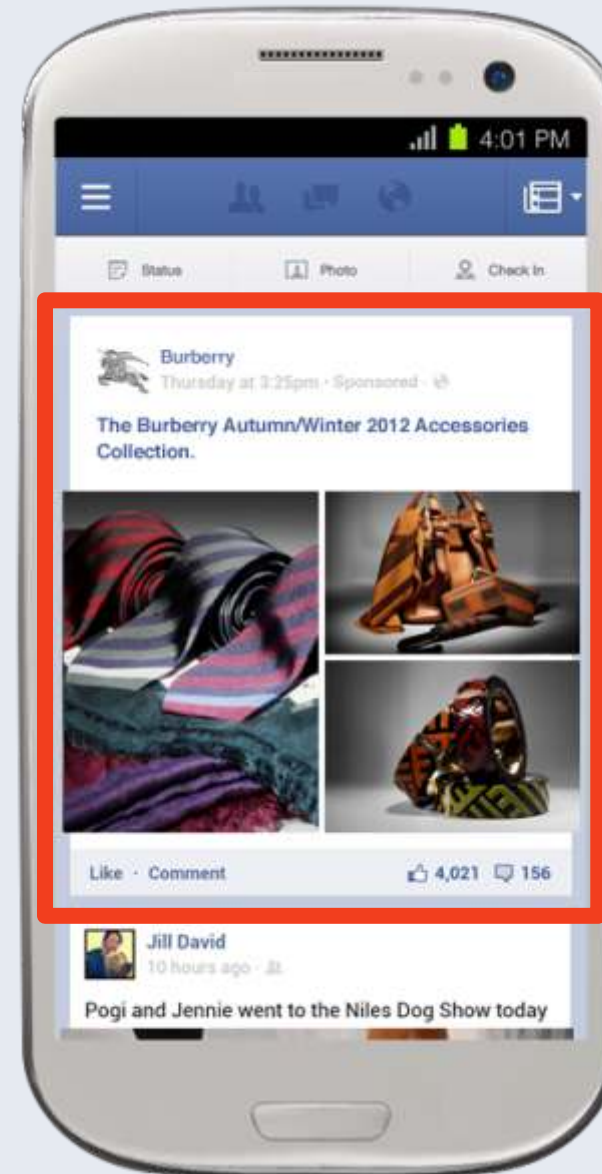 4:01 PM
Status Photo Check In
Burberry
Thursday at 3:25pm · Sponsored ·
The Burberry Autumn/Winter 2012 Accessories
Collection.
Like · Comment 4,021 156
Jill David
10 hours ago ·
Pogi and Jennie went to the Niles Dog Show today